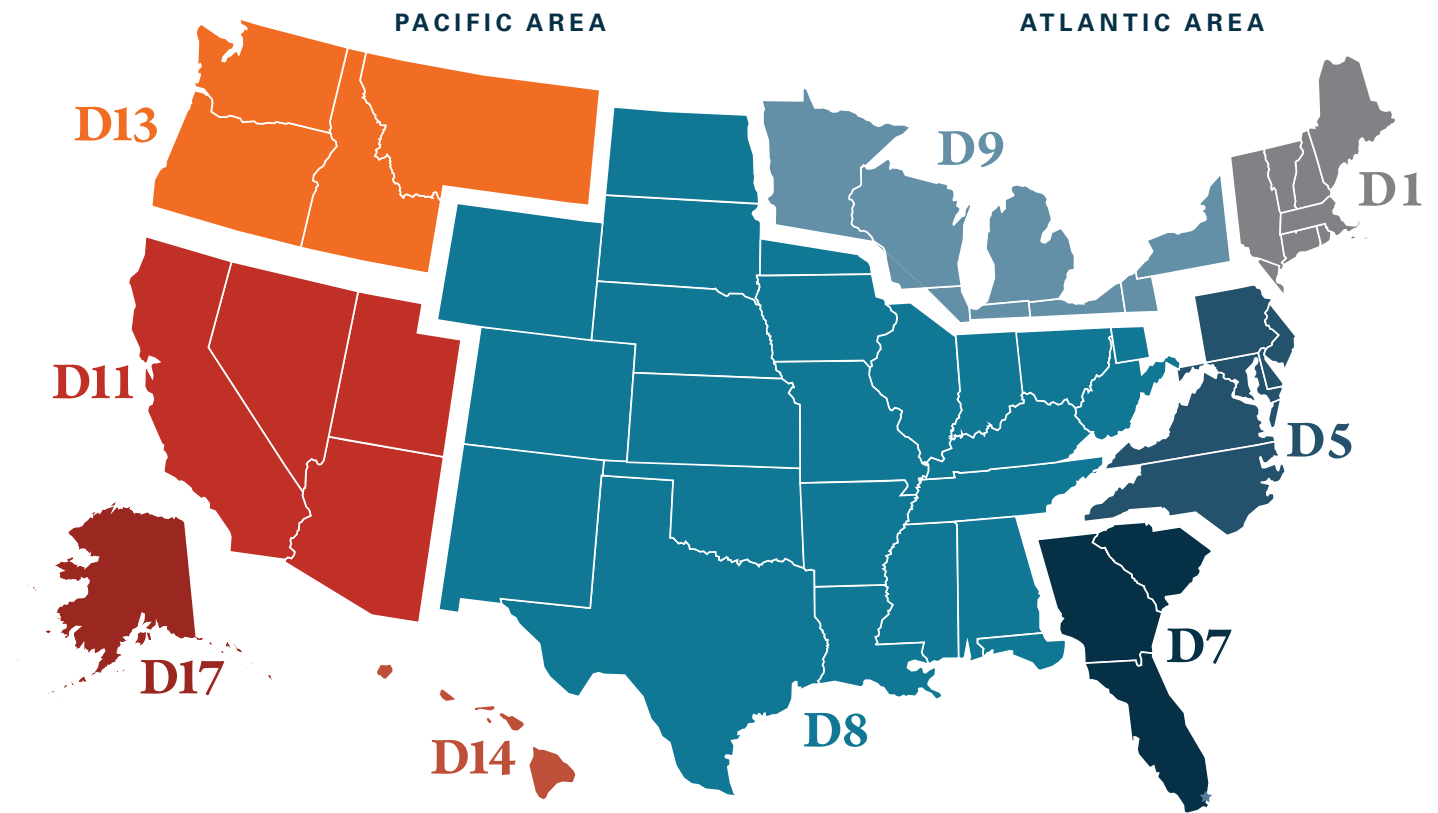 PACIFIC AREA
ATLANTIC AREA
D13
D9
D1
D11
D5
D7
D17
D8
D14